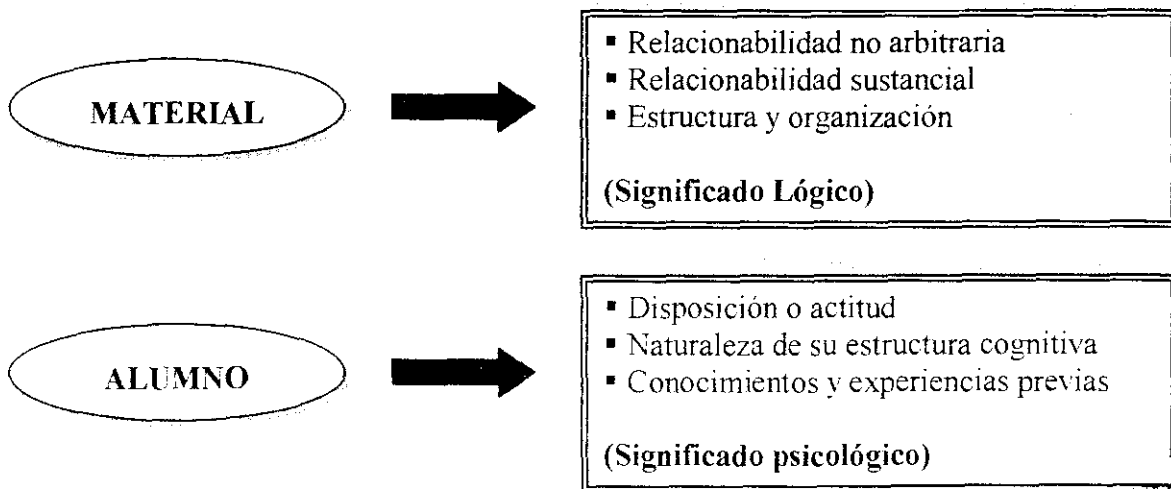 MATERIAL
▪ Relacionabilidad no arbitraria
▪ Relacionabilidad sustancial
▪ Estructura y organización
(Significado Lógico)
ALUMNO
▪ Disposición o actitud
▪ Naturaleza de su estructura cognitiva
▪ Conocimientos y experiencias previas
(Significado psicológico)